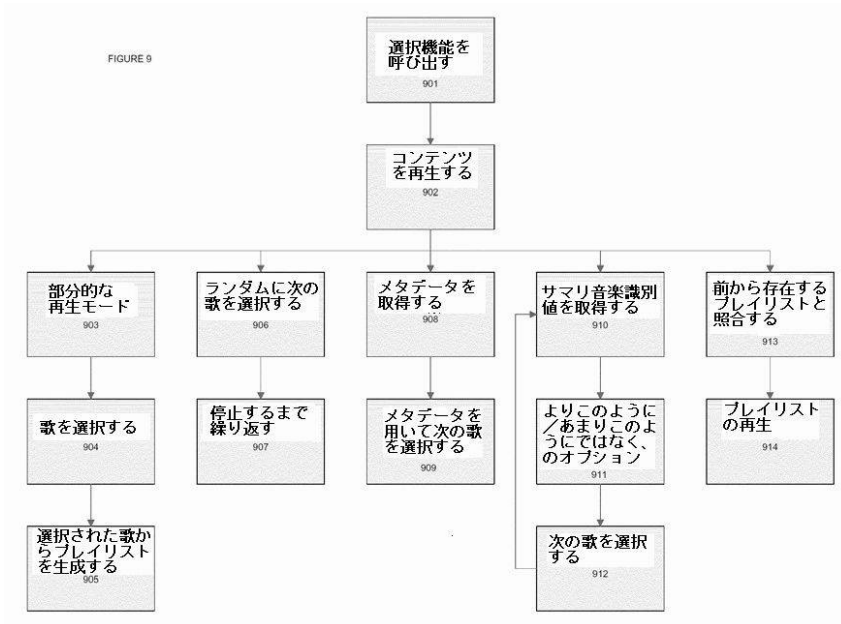 FIGURE 9
選択機能を
呼び出す
901
コンテンツ
を再生する
902
部分的な
再生モード
903
ランダムに次の
歌を選択する
906
メタデータを
取得する
908
サマリ音楽識別
値を取得する
910
前から存在する
プレイリストと
照合する
913
歌を選択する
904
停止するまで
繰り返す
907
メタデータを
用いて次の歌
を選択する
909
よりこのように
/あまりこのよ
うにではなく、
のオプション
911
プレイリスト
の再生
914
選択された歌か
らプレイリスト
を生成する
905
次の歌を選択
する
912